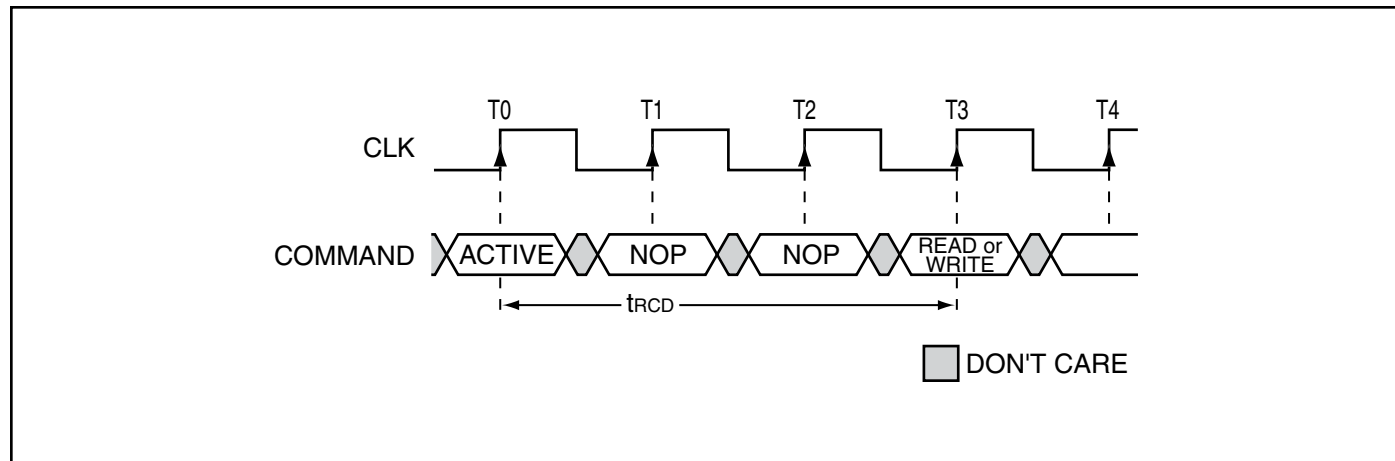 T0 T1 T2 T3 T4
CLK
COMMAND ACTIVE NOP NOP READ or
WRITE
tRCD
DON'T CARE